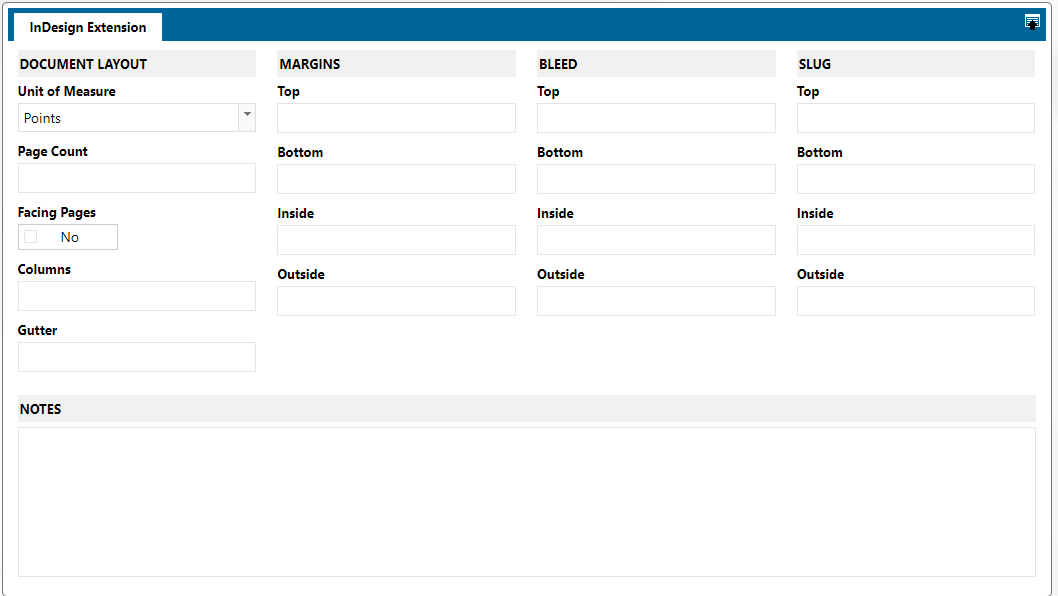 InDesign Extension
DOCUMENT LAYOUT
Unit of Measure
Points
Page Count
Facing Pages
No
Columns
Gutter
MARGINS
Top
Bottom
Inside
Outside
BLEED
Top
Bottom
Inside
Outside
SLUG
Top
Bottom
Inside
Outside
NOTES